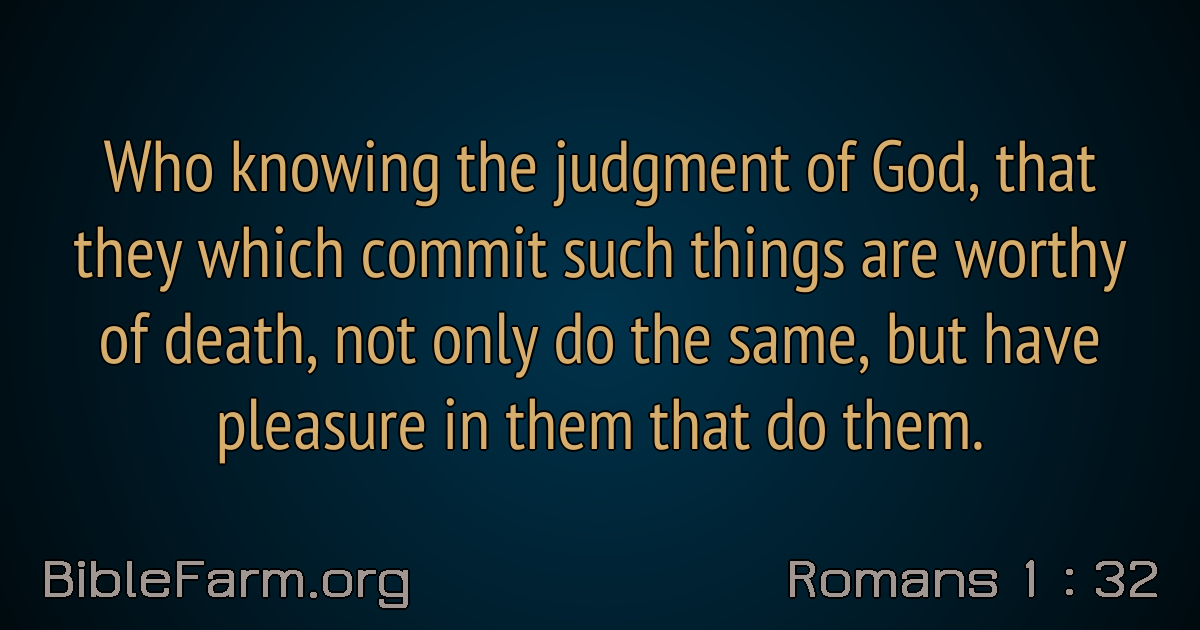 Who knowing the judgment of God, that
they which commit such things are worthy
of death, not only do the same, but have
pleasure in them that do them.
BibleFarm.org
Romans 1 : 32